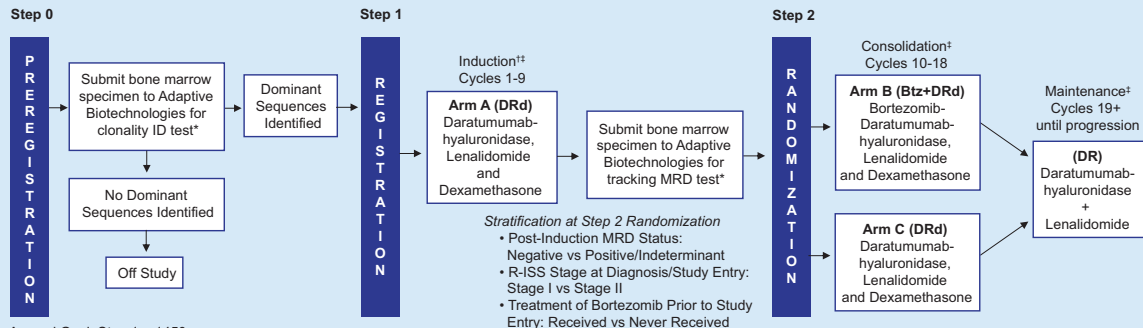 Step 0
Step 1
Step 2
PREREGISTRATION
Submit bone marrow
specimen to Adaptive
Biotechnologies for
clonality ID test*
Dominant
Sequences
Identified
No Dominant
Sequences Identified
Off Study
REGISTRATION
Induction†‡
Cycles 1-9
Arm A (DRd)
Daratumumab-
hyaluronidase,
Lenalidomide
and
Dexamethasone
Submit bone marrow
specimen to Adaptive
Biotechnologies for
tracking MRD test*
Stratification at Step 2 Randomization
• Post-Induction MRD Status:
Negative vs Positive/Indeterminant
• R-ISS Stage at Diagnosis/Study Entry:
Stage I vs Stage II
• Treatment of Bortezomib Prior to Study
Entry: Received vs Never Received
RANDOMIZATION
Consolidation‡
Cycles 10-18
Arm B (Btz+DRd)
Bortezomib-
Daratumumab-
hyaluronidase,
Lenalidomide
and Dexamethasone
Arm C (DRd)
Daratumumab-
hyaluronidase,
Lenalidomide
and Dexamethasone
Maintenance‡
Cycles 19+
until progression
(DR)
Daratumumab-
hyaluronidase
+
Lenalidomide